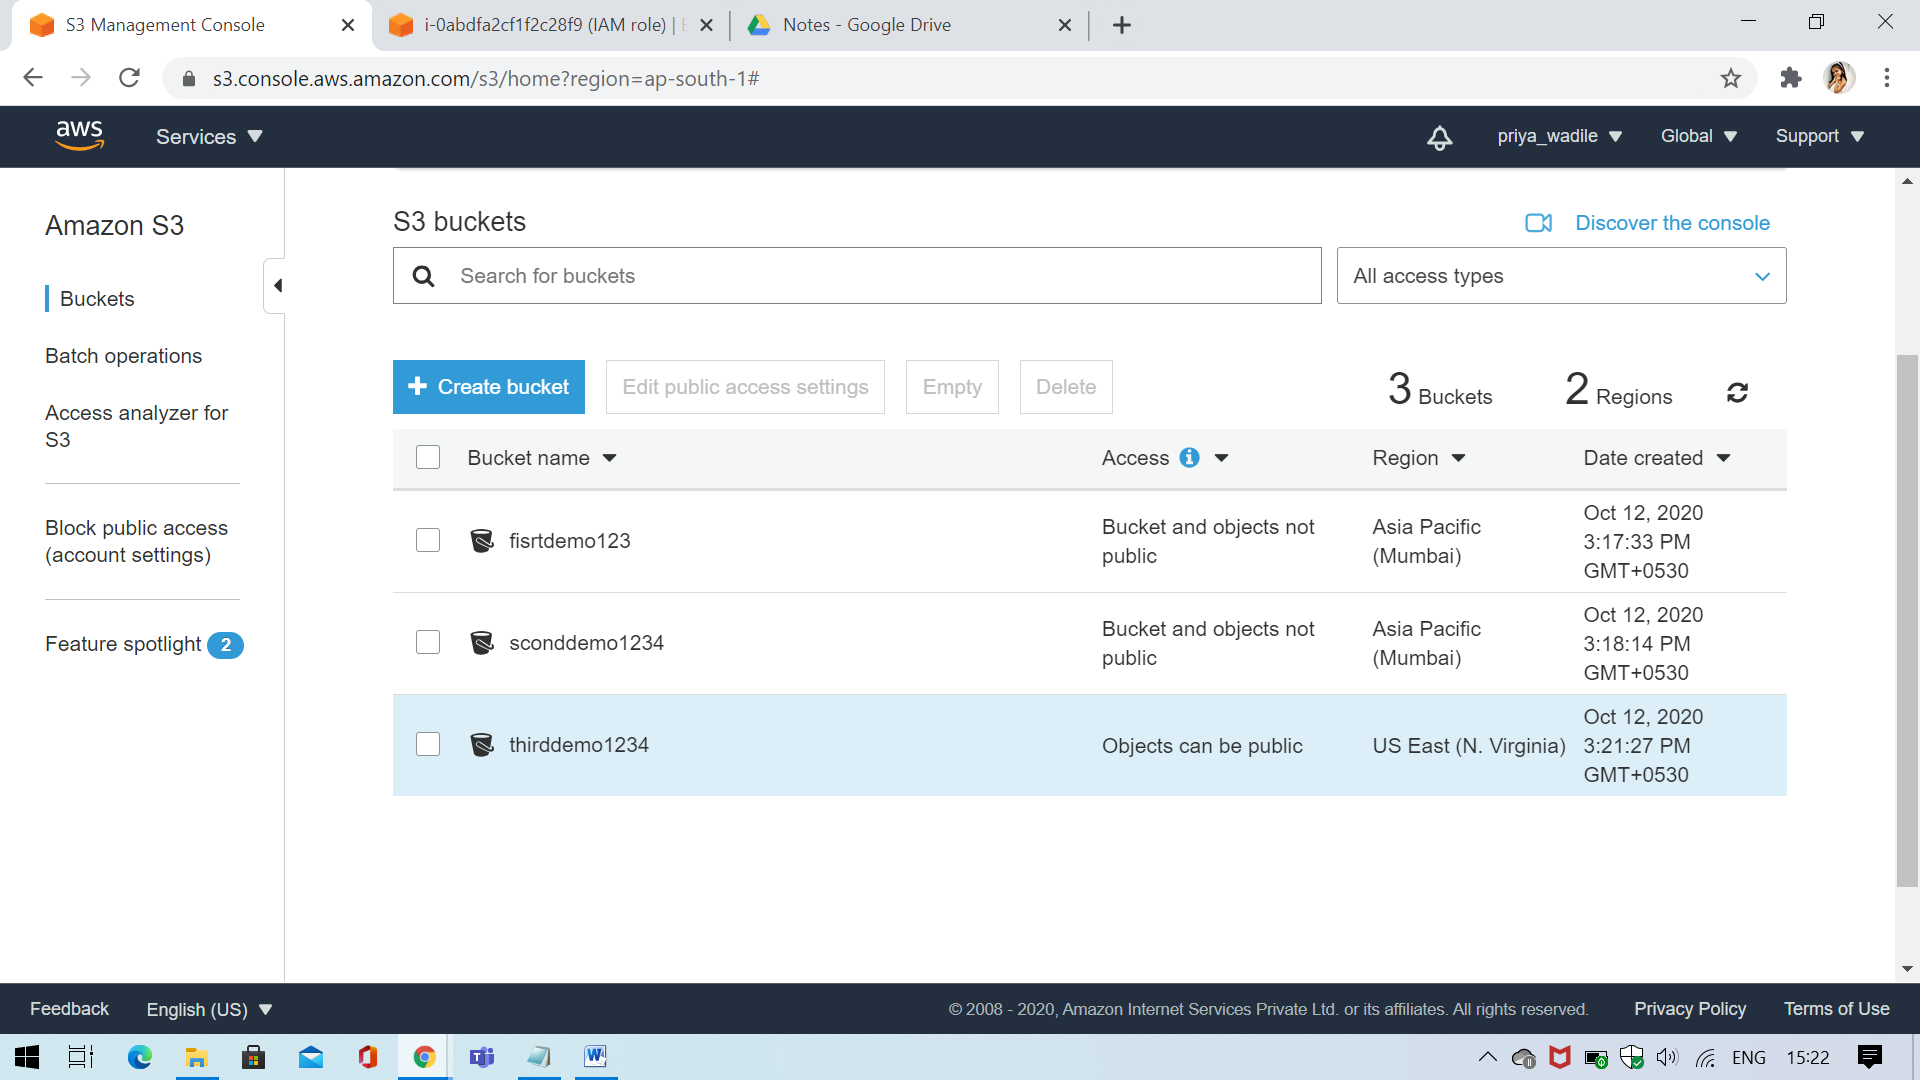 S3 Management Console
i-0abdfa2cf1f2c28f9 (IAM role) |
Notes - Google Drive
s3.console.aws.amazon.com/s3/home?region=ap-south-1#
aws
Services
priya_wadile
Global
Support
Amazon S3
Buckets
Batch operations
Access analyzer for
S3
Block public access
(account settings)
Feature spotlight 2
S3 buckets
Discover the console
Search for buckets
All access types
Create bucket
Edit public access settings
Empty
Delete
3 Buckets
2 Regions
Bucket name
Access
Region
Date created
fisrtdemo123
Bucket and objects not
public
Asia Pacific
(Mumbai)
Oct 12, 2020
3:17:33 PM
GMT+0530
sconddemo1234
Bucket and objects not
public
Asia Pacific
(Mumbai)
Oct 12, 2020
3:18:14 PM
GMT+0530
thirddemo1234
Objects can be public
US East (N. Virginia)
Oct 12, 2020
3:21:27 PM
GMT+0530
Feedback
English (US)
© 2008 - 2020, Amazon Internet Services Private Ltd. or its affiliates. All rights reserved.
Privacy Policy
Terms of Use
ENG
15:22